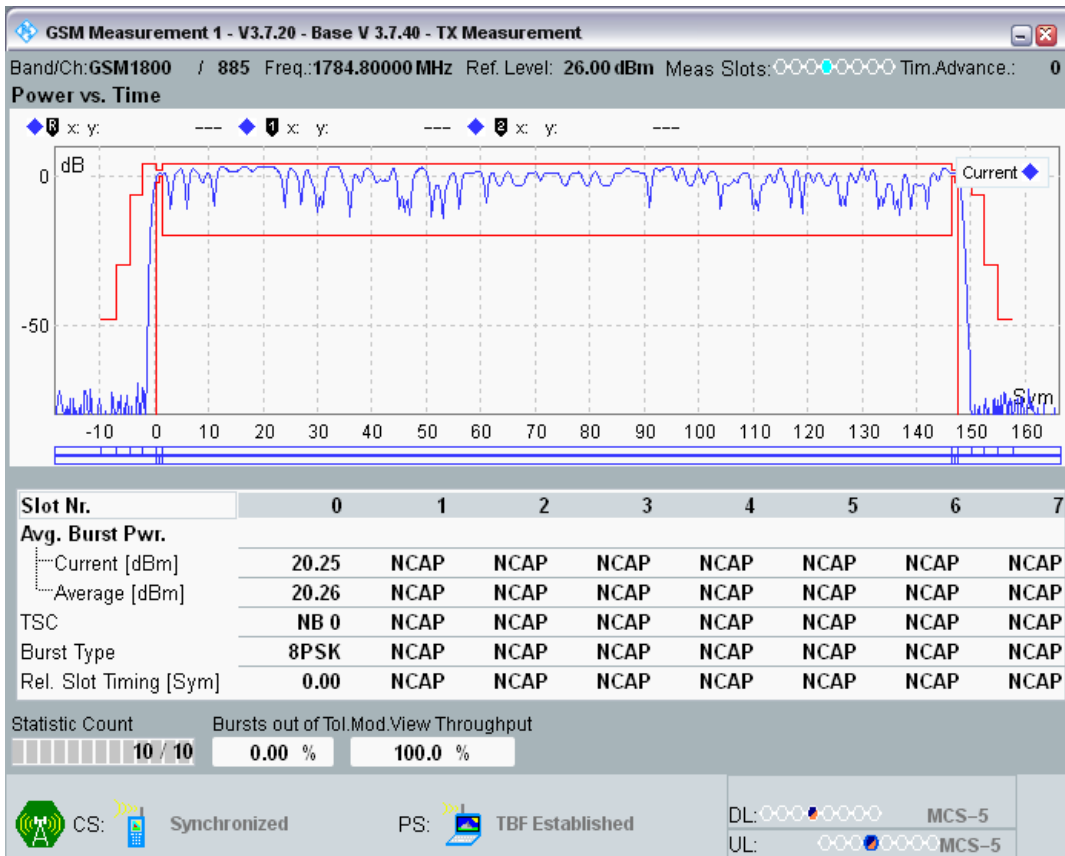 GSM Measurement 1 - V3.7.20 - Base V 3.7.40 - TX Measurement
Band/Ch:GSM1800 / 885 Freq.:1784.80000 MHz Ref. Level: 26.00 dBm Meas Slots: Tim.Advance.: 0
Power vs. Time
R x: y: --- 1 x: y: --- 2 x: y: ---
dB
Current
0
-50
Sym
-10 0 10 20 30 40 50 60 70 80 90 100 110 120 130 140 150 160
Slot Nr. 0 1 2 3 4 5 6 7
Avg. Burst Pwr.
Current [dBm] 20.25 NCAP NCAP NCAP NCAP NCAP NCAP NCAP
Average [dBm] 20.26 NCAP NCAP NCAP NCAP NCAP NCAP NCAP
TSC NB 0 NCAP NCAP NCAP NCAP NCAP NCAP NCAP
Burst Type 8PSK NCAP NCAP NCAP NCAP NCAP NCAP NCAP
Rel. Slot Timing [Sym] 0.00 NCAP NCAP NCAP NCAP NCAP NCAP NCAP
Statistic Count Bursts out of Tol.Mod.View Throughput
10 / 10 0.00 % 100.0 %
CS: Synchronized PS: TBF Established
DL: MCS-5
UL: MCS-5